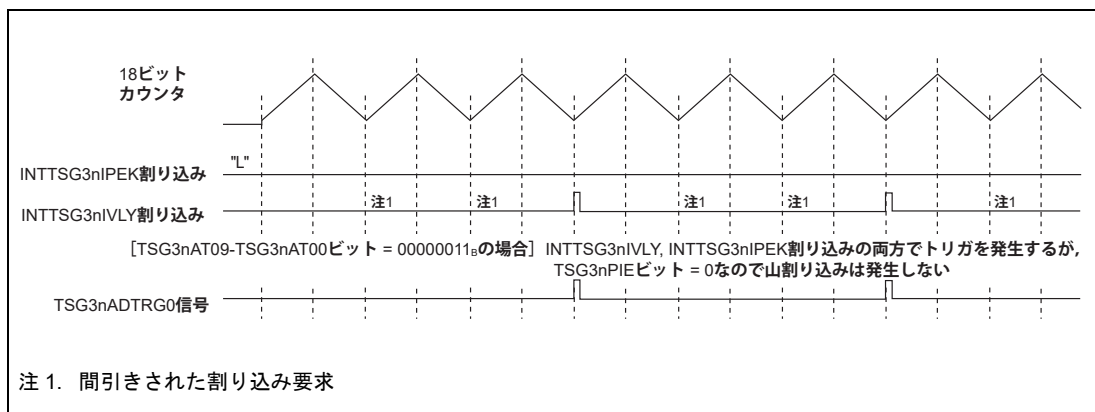 18ビット
カウンタ
"L"
INTTSG3nIPEK割り込み
注1 注1 注1 注1 注1
INTTSG3nIVLY割り込み
［TSG3nAT09-TSG3nAT00ビット = 00000011Bの場合］INTTSG3nIVLY, INTTSG3nIPEK割り込みの両方でトリガを発生するが,
TSG3nPIEビット = 0なので山割り込みは発生しない
TSG3nADTRG0信号
注 1. 間引きされた割り込み要求